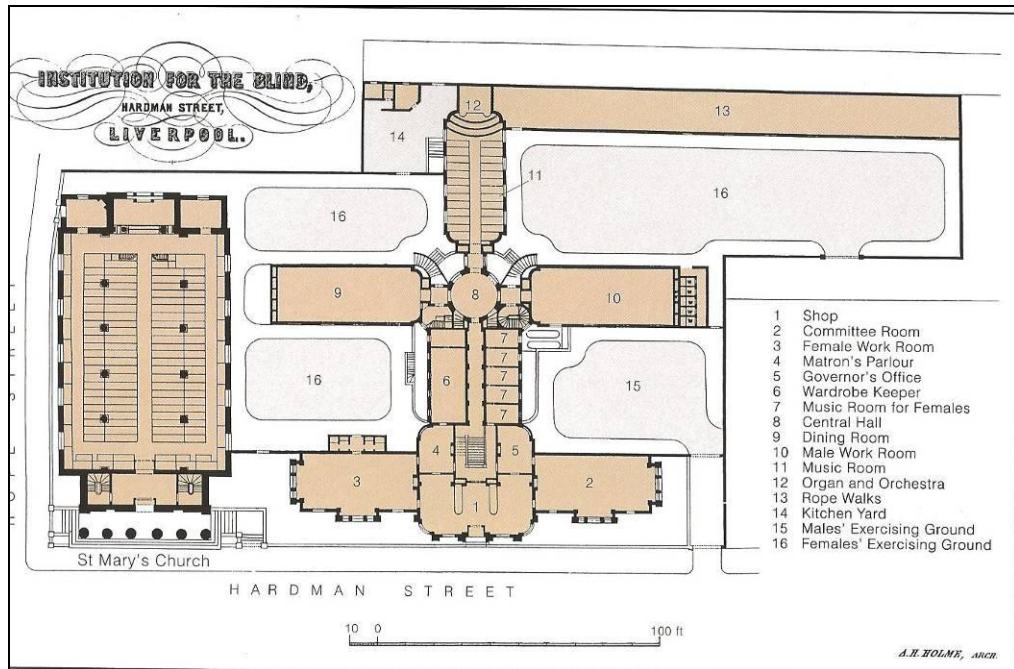 INSTITUTION FOR THE BLIND,
HARDMAN STREET,
LIVERPOOL.
12
13
14
11
16
16
9
8
10
7
7
7
7
7
6
16
15
4
5
3
2
1
1 Shop
2 Committee Room
3 Female Work Room
4 Matron's Parlour
5 Governor's Office
6 Wardrobe Keeper
7 Music Room for Females
8 Central Hall
9 Dining Room
10 Male Work Room
11 Music Room
12 Organ and Orchestra
13 Rope Walks
14 Kitchen Yard
15 Males' Exercising Ground
16 Females' Exercising Ground
St Mary's Church
HARDMAN STREET
10 0 100 ft
A.H. HOLME, ARCR.